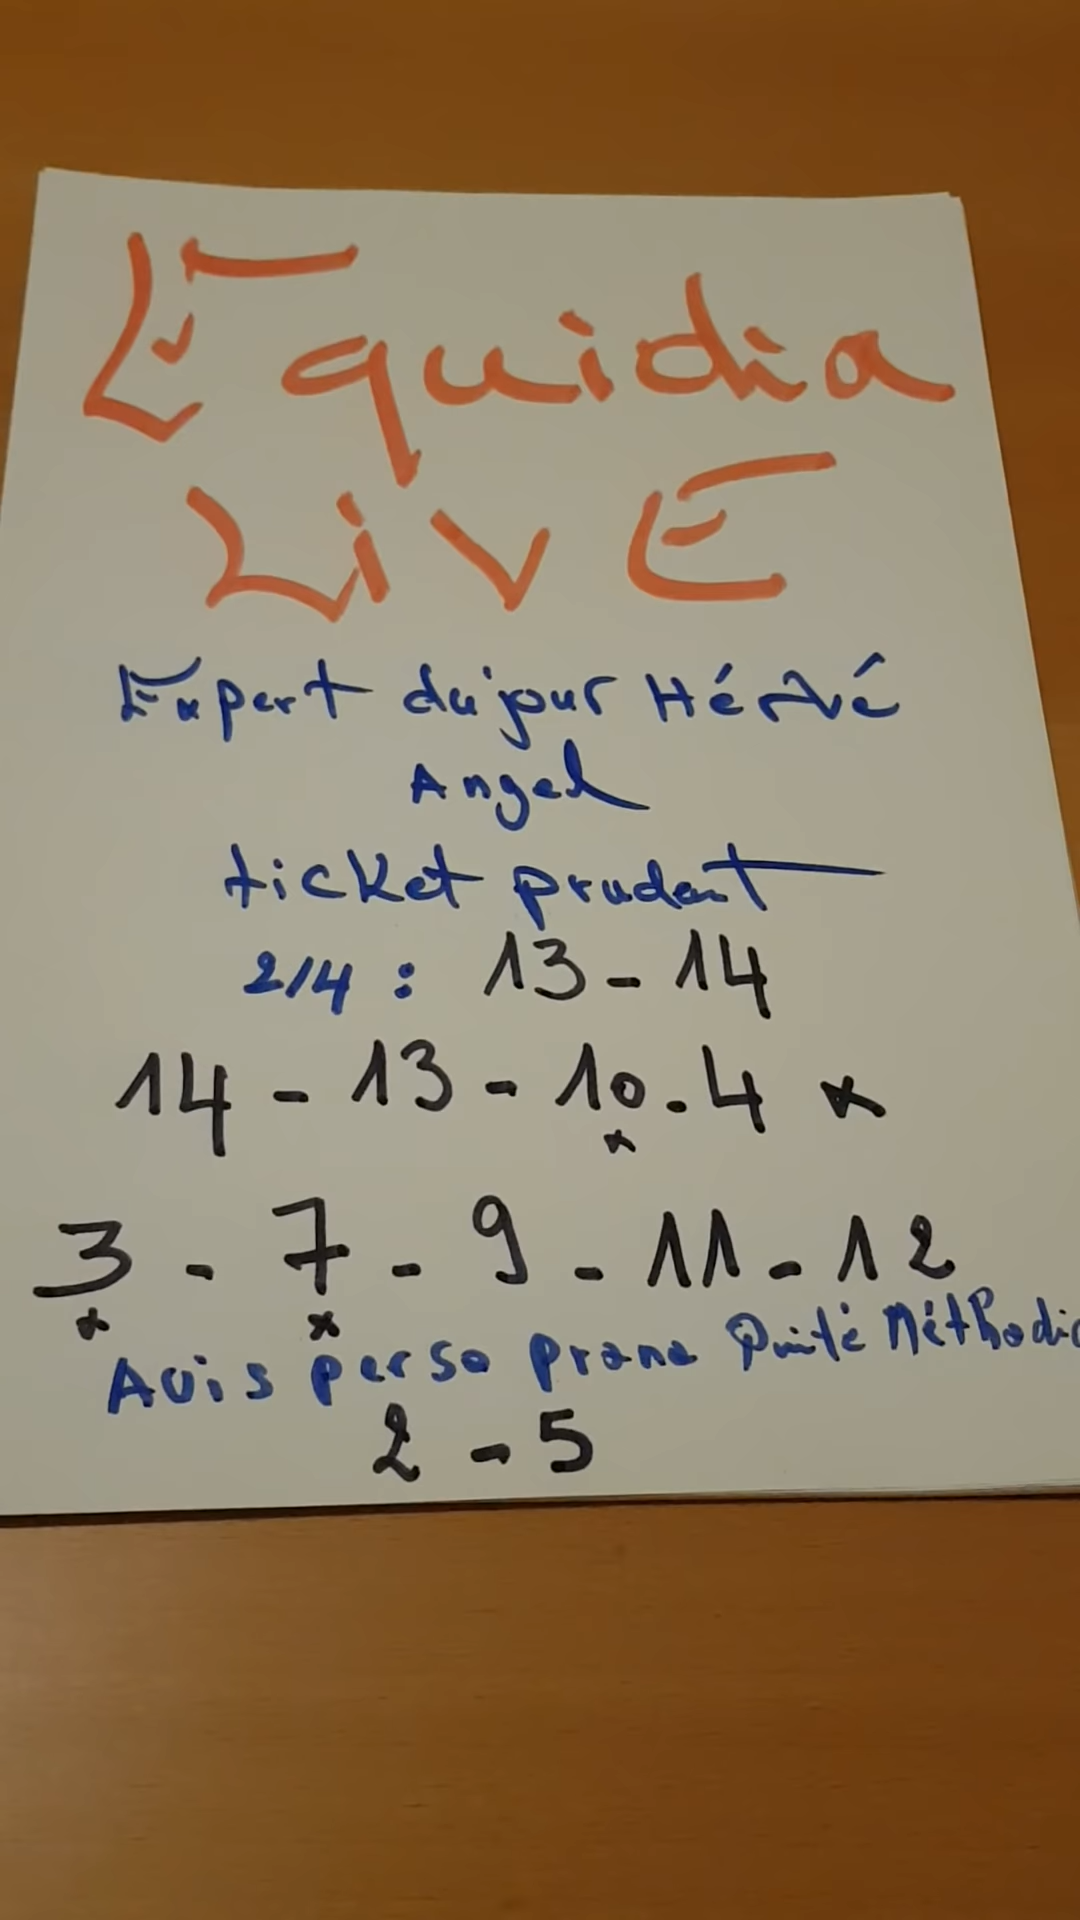 Equidia
LiVE
Expert du jour Hérvé
Angel
ticket prudent
2/4 : 13 - 14
14 - 13 - 10 - 4 x
x
3 - 7 - 9 - 11 - 12
x x
Avis perso prono Quinté Méthodic
2 - 5